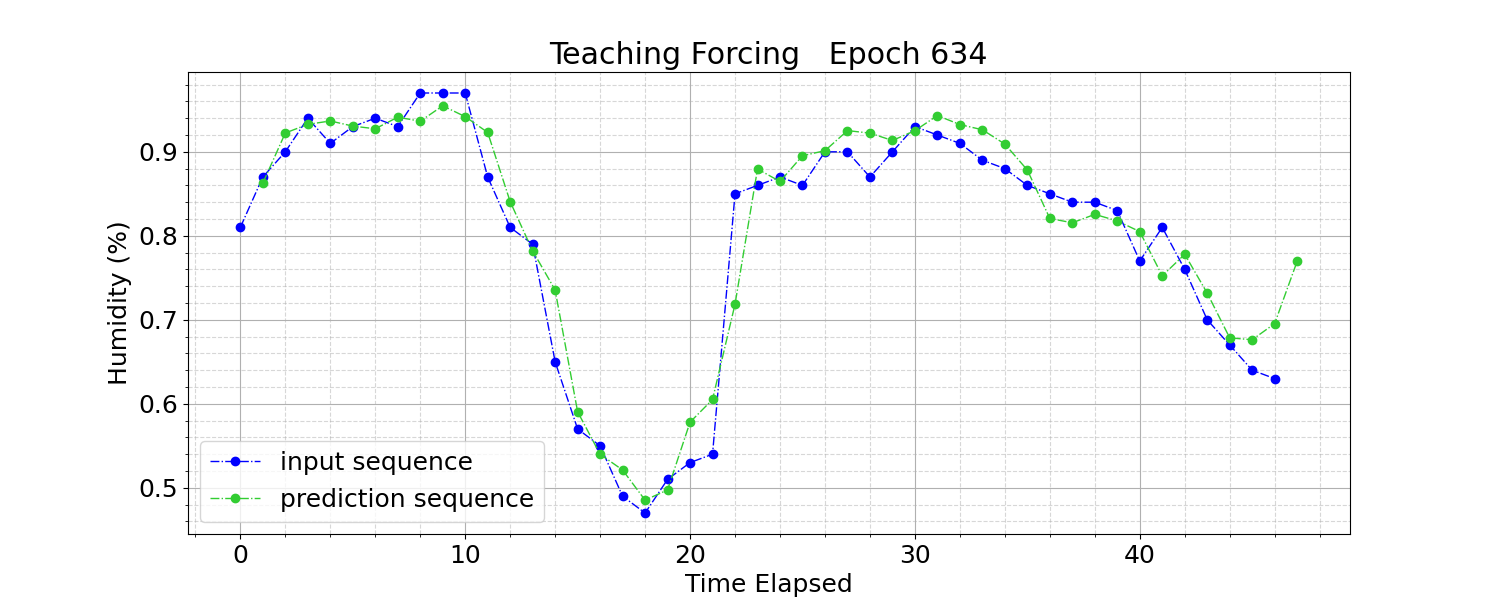 Teaching Forcing   Epoch 634
Humidity (%)
0.9
0.8
0.7
0.6
0.5
input sequence
prediction sequence
0 10 20 30 40
Time Elapsed